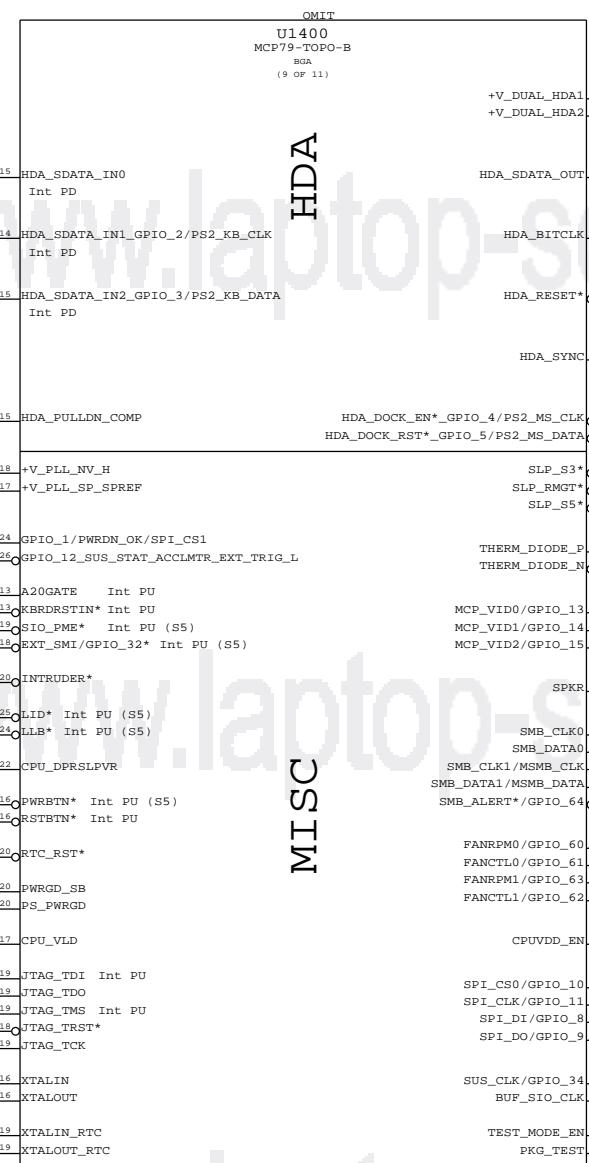 OMIT
U1400
MCP79-TOPO-B
BGA
(9 OF 11)
+V_DUAL_HDA1
+V_DUAL_HDA2
HDA
15 HDA_SDATA_IN0 HDA_SDATA_OUT
Int PD
www.laptop-s
14 HDA_SDATA_IN1_GPIO_2/PS2_KB_CLK HDA_BITCLK
Int PD
15 HDA_SDATA_IN2_GPIO_3/PS2_KB_DATA HDA_RESET*
Int PD
HDA_SYNC
15 HDA_PULLDN_COMP HDA_DOCK_EN*_GPIO_4/PS2_MS_CLK
HDA_DOCK_RST*_GPIO_5/PS2_MS_DATA
18 +V_PLL_NV_H SLP_S3*
17 +V_PLL_SP_SPREF SLP_RMGT*
SLP_S5*
24 GPIO_1/PWRDN_OK/SPI_CS1 THERM_DIODE_P
26 GPIO_12_SUS_STAT_ACCLMTR_EXT_TRIG_L THERM_DIODE_N
13 A20GATE Int PU
13 KBRDRSTIN* Int PU MCP_VID0/GPIO_13
19 SIO_PME* Int PU (S5) MCP_VID1/GPIO_14
18 EXT_SMI/GPIO_32* Int PU (S5) MCP_VID2/GPIO_15
20 INTRUDER* SPKR
www.laptop-s
25 LID* Int PU (S5)
24 LLB* Int PU (S5) SMB_CLK0
SMB_DATA0
22 CPU_DPRSLPVR SMB_CLK1/MSMB_CLK
SMB_DATA1/MSMB_DATA
MISC
16 PWRBTN* Int PU (S5) SMB_ALERT*/GPIO_64
16 RSTBTN* Int PU
FANRPM0/GPIO_60
20 RTC_RST* FANCTL0/GPIO_61
FANRPM1/GPIO_63
20 PWRGD_SB FANCTL1/GPIO_62
20 PS_PWRGD
17 CPU_VLD CPUVDD_EN
19 JTAG_TDI Int PU SPI_CS0/GPIO_10
19 JTAG_TDO SPI_CLK/GPIO_11
19 JTAG_TMS Int PU SPI_DI/GPIO_8
18 JTAG_TRST* SPI_DO/GPIO_9
19 JTAG_TCK
16 XTALIN SUS_CLK/GPIO_34
16 XTALOUT BUF_SIO_CLK
19 XTALIN_RTC TEST_MODE_EN
19 XTALOUT_RTC PKG_TEST